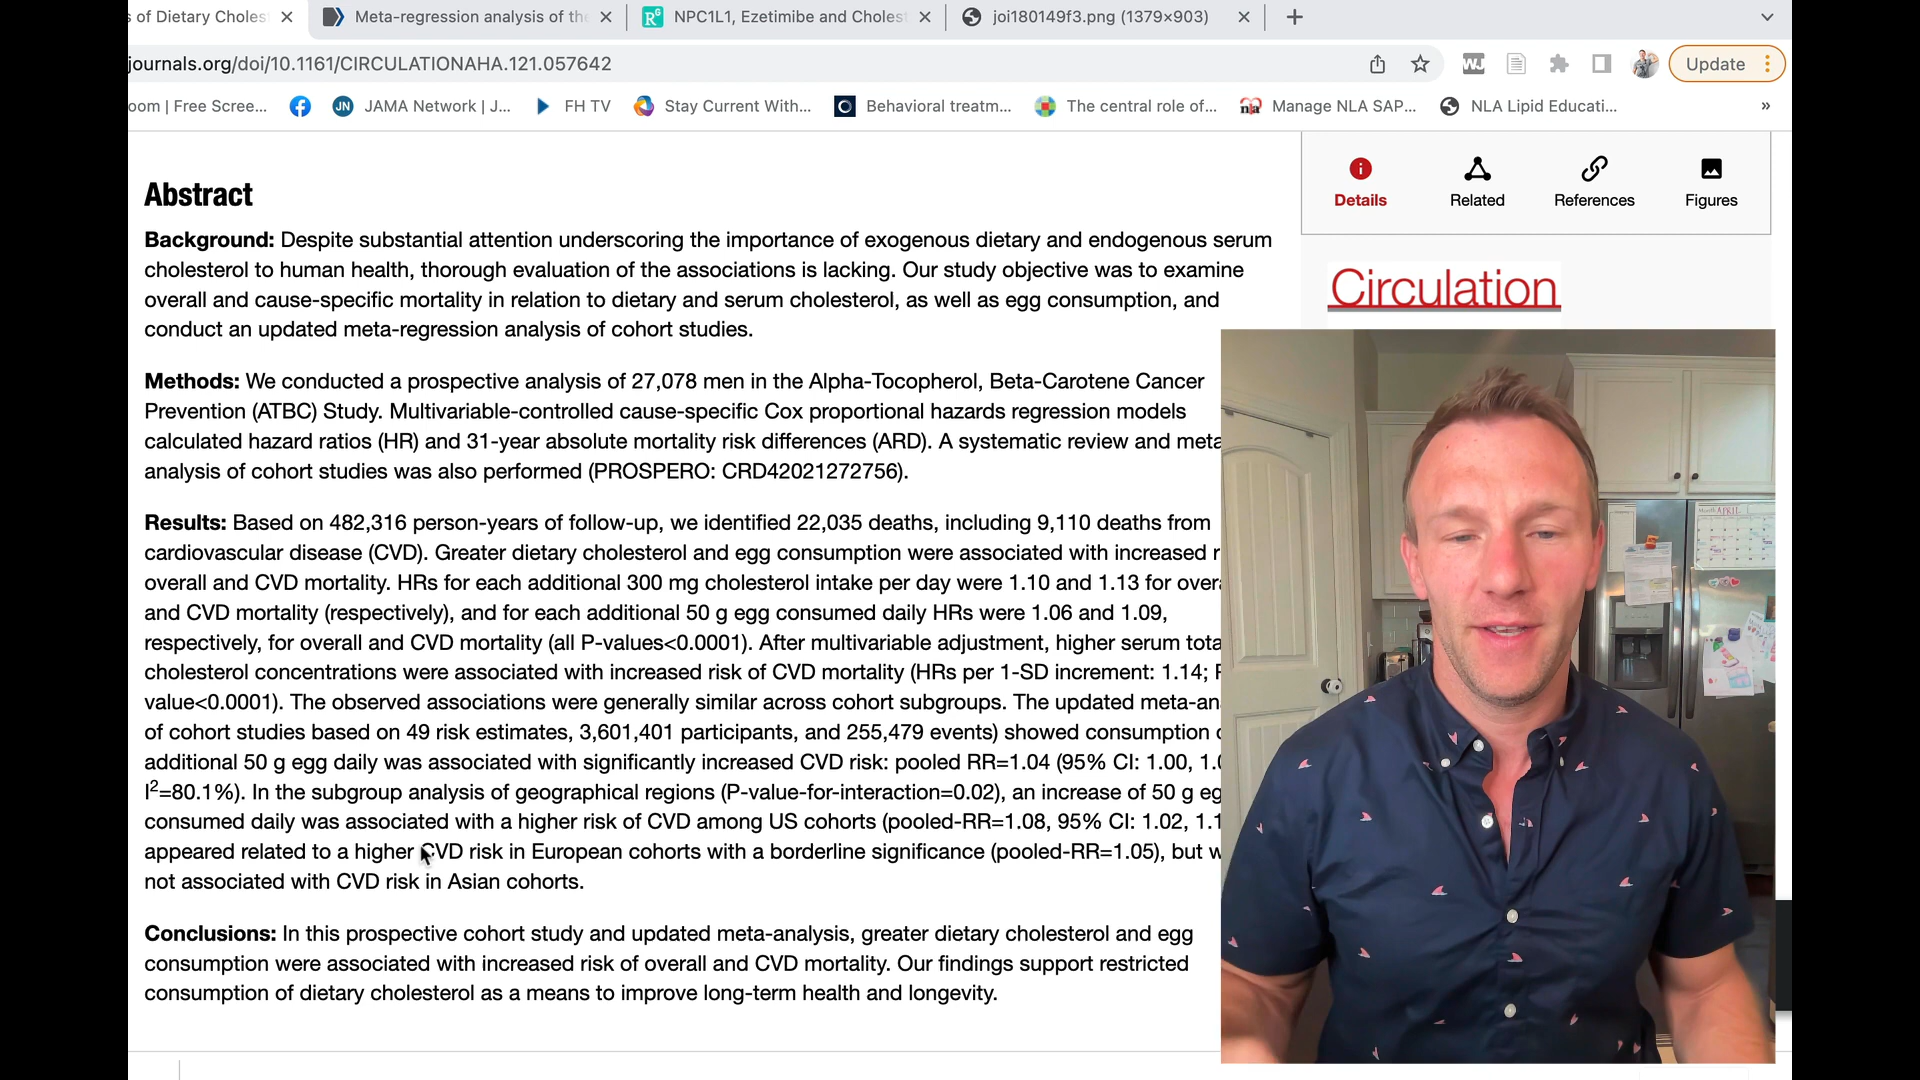 s of Dietary Choles
Meta-regression analysis of the
NPC1L1, Ezetimibe and Cholest
joi180149f3.png (1379×903)
journals.org/doi/10.1161/CIRCULATIONAHA.121.057642
Update
oom | Free Scree...
JN
JAMA Network | J...
FH TV
Stay Current With...
Behavioral treatm...
The central role of...
nla
Manage NLA SAP...
NLA Lipid Educati...
»
Details
Related
References
Figures
Circulation
Abstract
Background: Despite substantial attention underscoring the importance of exogenous dietary and endogenous serum
cholesterol to human health, thorough evaluation of the associations is lacking. Our study objective was to examine
overall and cause-specific mortality in relation to dietary and serum cholesterol, as well as egg consumption, and
conduct an updated meta-regression analysis of cohort studies.
Methods: We conducted a prospective analysis of 27,078 men in the Alpha-Tocopherol, Beta-Carotene Cancer
Prevention (ATBC) Study. Multivariable-controlled cause-specific Cox proportional hazards regression models
calculated hazard ratios (HR) and 31-year absolute mortality risk differences (ARD). A systematic review and meta
analysis of cohort studies was also performed (PROSPERO: CRD42021272756).
Results: Based on 482,316 person-years of follow-up, we identified 22,035 deaths, including 9,110 deaths from
cardiovascular disease (CVD). Greater dietary cholesterol and egg consumption were associated with increased r
overall and CVD mortality. HRs for each additional 300 mg cholesterol intake per day were 1.10 and 1.13 for overa
and CVD mortality (respectively), and for each additional 50 g egg consumed daily HRs were 1.06 and 1.09,
respectively, for overall and CVD mortality (all P-values<0.0001). After multivariable adjustment, higher serum tota
cholesterol concentrations were associated with increased risk of CVD mortality (HRs per 1-SD increment: 1.14; P
value<0.0001). The observed associations were generally similar across cohort subgroups. The updated meta-an
of cohort studies based on 49 risk estimates, 3,601,401 participants, and 255,479 events) showed consumption o
additional 50 g egg daily was associated with significantly increased CVD risk: pooled RR=1.04 (95% CI: 1.00, 1.0
I²=80.1%). In the subgroup analysis of geographical regions (P-value-for-interaction=0.02), an increase of 50 g eg
consumed daily was associated with a higher risk of CVD among US cohorts (pooled-RR=1.08, 95% CI: 1.02, 1.1
appeared related to a higher CVD risk in European cohorts with a borderline significance (pooled-RR=1.05), but w
not associated with CVD risk in Asian cohorts.
Conclusions: In this prospective cohort study and updated meta-analysis, greater dietary cholesterol and egg
consumption were associated with increased risk of overall and CVD mortality. Our findings support restricted
consumption of dietary cholesterol as a means to improve long-term health and longevity.
APRIL